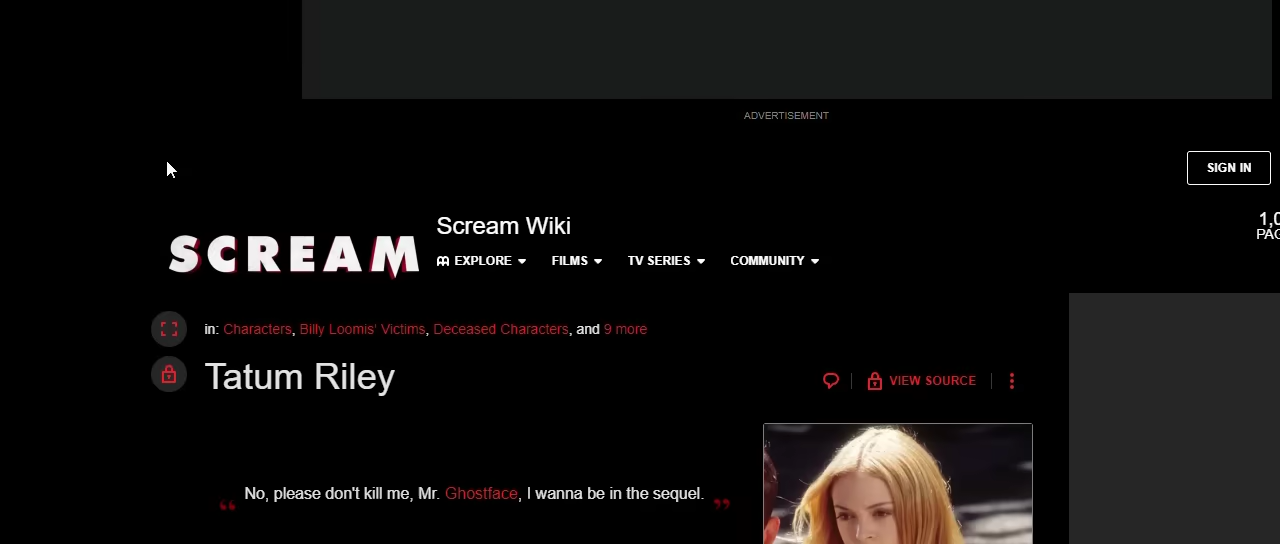 ADVERTISEMENT
SIGN IN
Scream Wiki
SCREAM
EXPLORE
FILMS
TV SERIES
COMMUNITY
in: Characters, Billy Loomis' Victims, Deceased Characters, and 9 more
Tatum Riley
VIEW SOURCE
“ No, please don't kill me, Mr. Ghostface, I wanna be in the sequel. ”